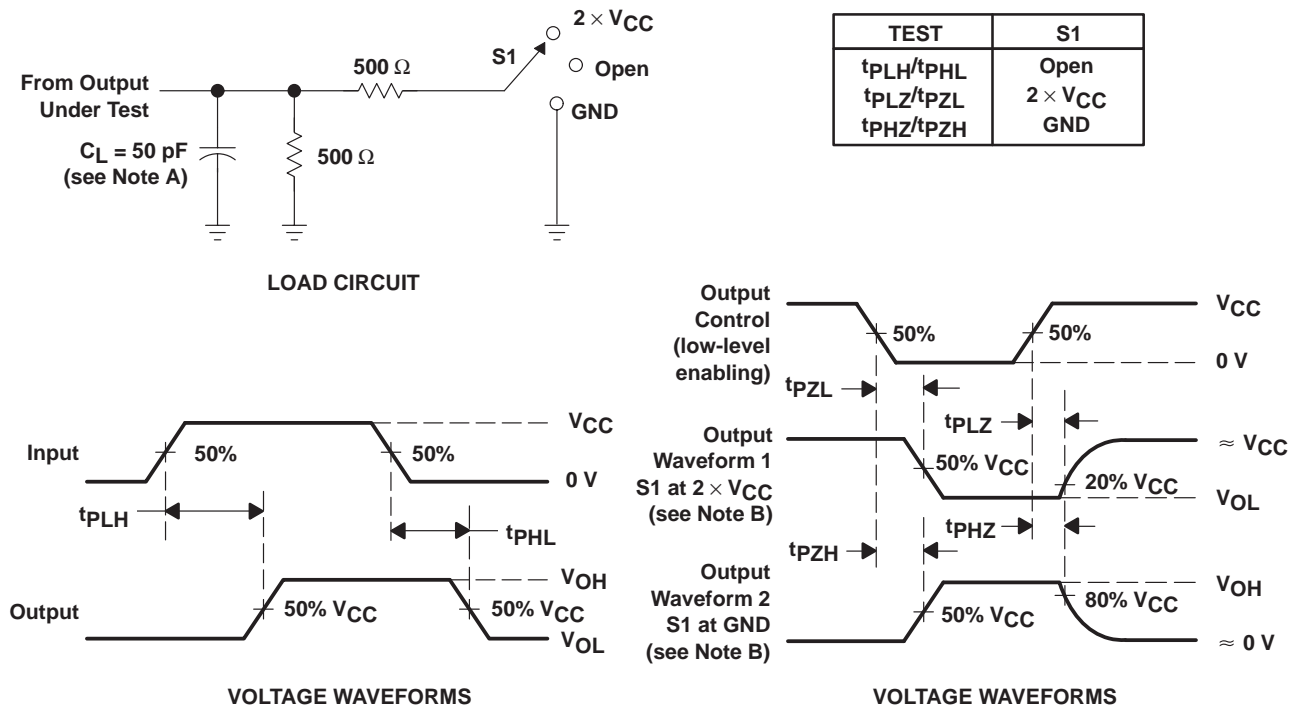 2 × VCC
S1
500 Ω
Open
From Output
Under Test
GND
CL = 50 pF
(see Note A)
500 Ω
LOAD CIRCUIT
TEST S1
tPLH/tPHL Open
tPLZ/tPZL 2 × VCC
tPHZ/tPZH GND
Input
50%
50%
VCC
0 V
tPLH
tPHL
Output
50% VCC
50% VCC
VOH
VOL
VOLTAGE WAVEFORMS
Output
Control
(low-level
enabling)
50%
50%
VCC
0 V
tPZL
tPLZ
Output
Waveform 1
S1 at 2 × VCC
(see Note B)
50% VCC
20% VCC
≈ VCC
VOL
tPHZ
tPZH
Output
Waveform 2
S1 at GND
(see Note B)
50% VCC
80% VCC
VOH
≈ 0 V
VOLTAGE WAVEFORMS